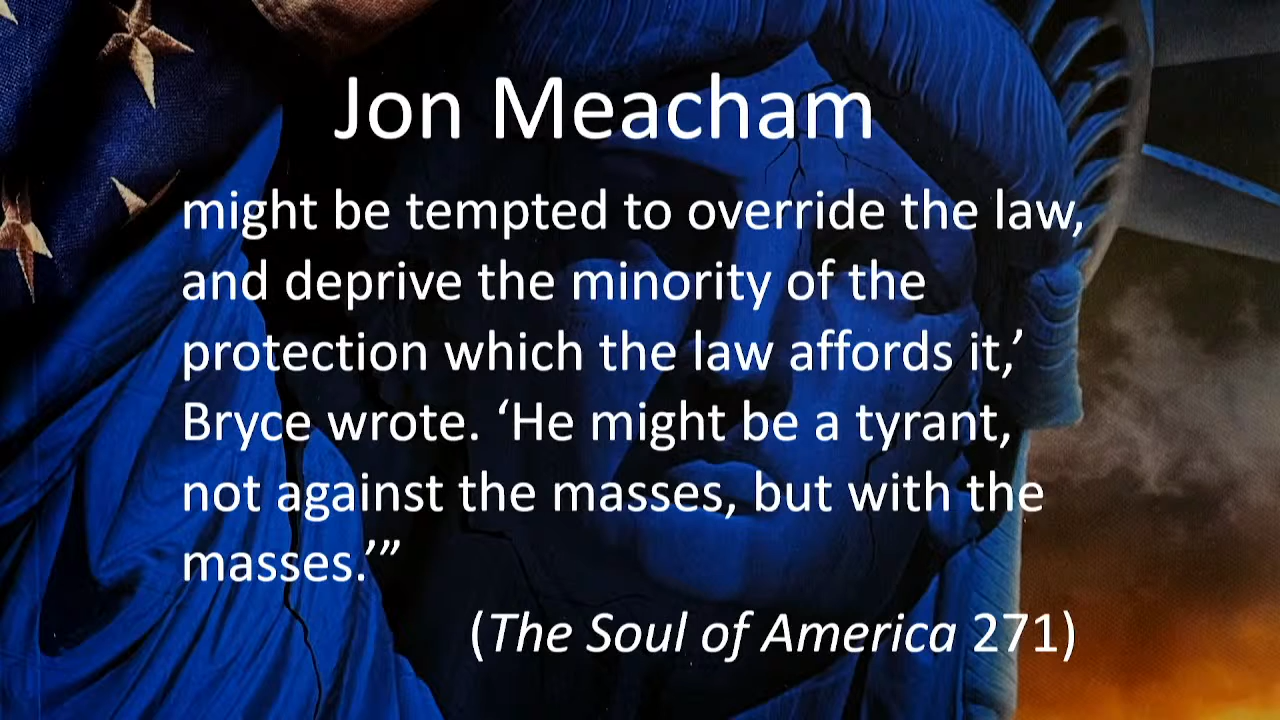 Jon Meacham
might be tempted to override the law,
and deprive the minority of the
protection which the law affords it,’
Bryce wrote. ‘He might be a tyrant,
not against the masses, but with the
masses.’”
(The Soul of America 271)